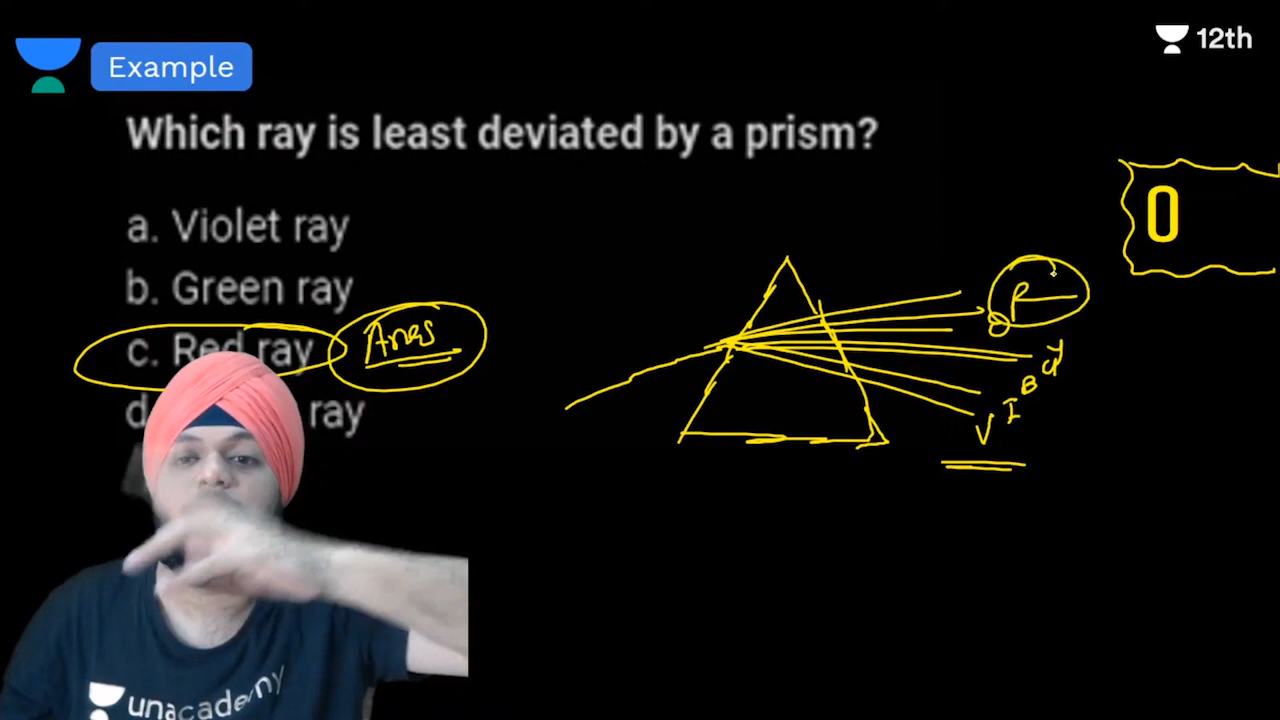 12th
Example
Which ray is least deviated by a prism?
a. Violet ray
b. Green ray
c. Red ray
Ans
d ray
0
R
O
Y
G
B
I
V
unacademy